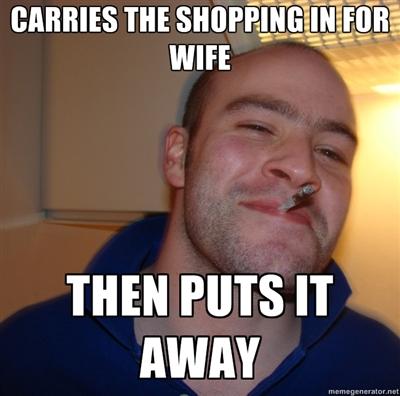 CARRIES THE SHOPPING IN FOR
WIFE
THEN PUTS IT
AWAY
memegenerator.net